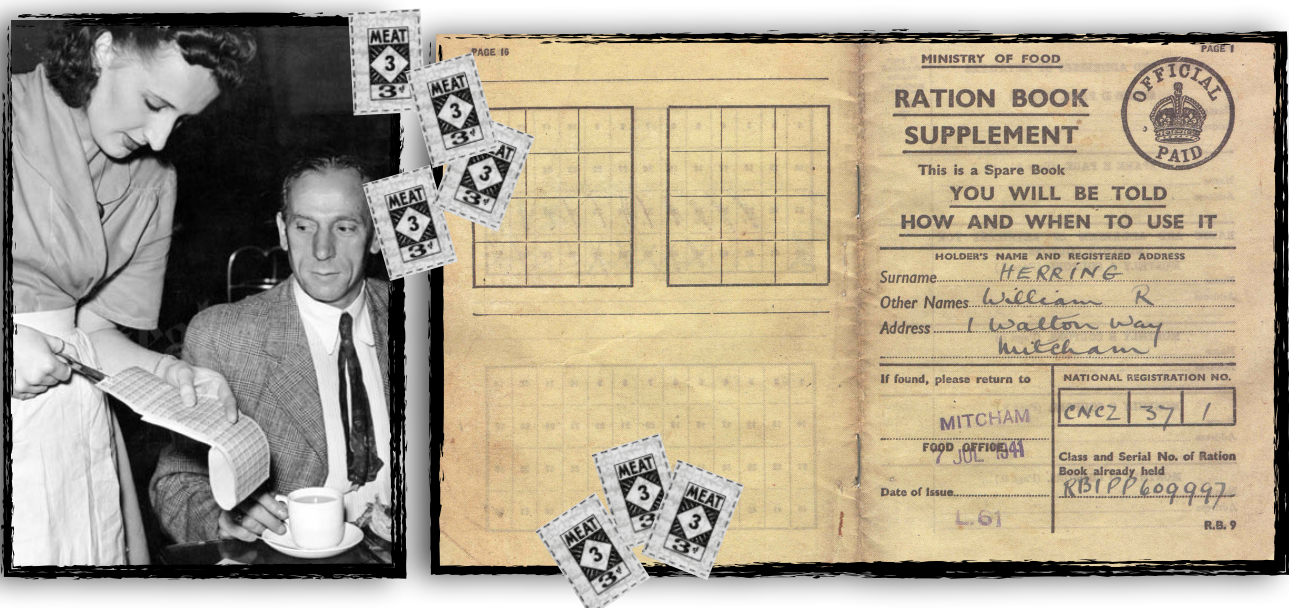 MEAT
3
3d
MEAT
3
3d
MEAT
3
3d
MEAT
3
3d
PAGE 16
PAGE 1
MINISTRY OF FOOD
OFFICIAL
PAID
RATION BOOK
SUPPLEMENT
This is a Spare Book
YOU WILL BE TOLD
HOW AND WHEN TO USE IT
HOLDER'S NAME AND REGISTERED ADDRESS
Surname HERRING
Other Names William R
Address 1 Walton Way
Mitcham
If found, please return to
MITCHAM
FOOD OFFICE
7 JUL 1941
Date of Issue
L.61
NATIONAL REGISTRATION NO.
CNCZ 37 1
Class and Serial No. of Ration
Book already held
RB1PP609997
R.B. 9
MEAT
3
3d
MEAT
3
3d
MEAT
3
3d